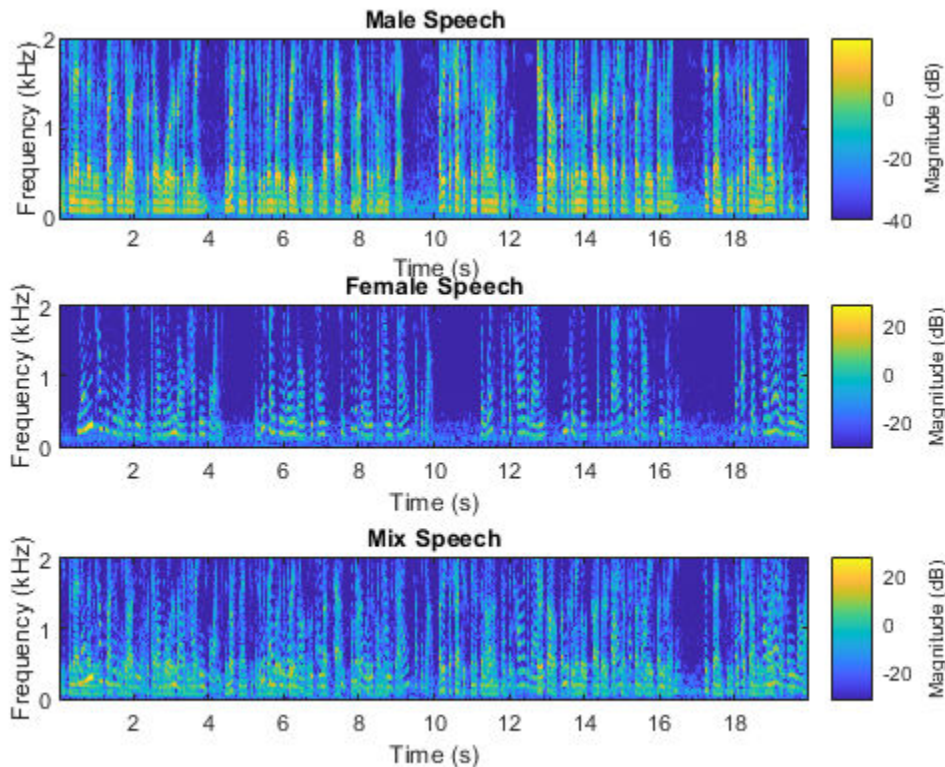 Male Speech
Frequency (kHz)
2
1
0
2 4 6 8 10 12 14 16 18
Time (s)
0
-20
-40
Magnitude (dB)
Female Speech
Frequency (kHz)
2
1
0
2 4 6 8 10 12 14 16 18
Time (s)
20
0
-20
Magnitude (dB)
Mix Speech
Frequency (kHz)
2
1
0
2 4 6 8 10 12 14 16 18
Time (s)
20
0
-20
Magnitude (dB)